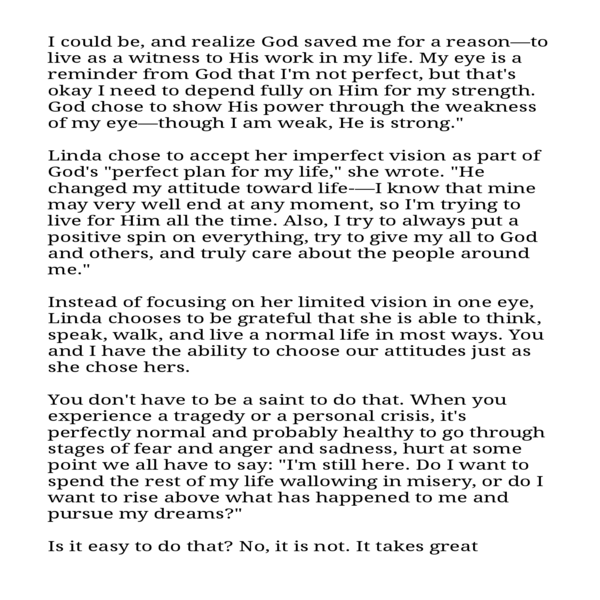 I could be, and realize God saved me for a reason—to
live as a witness to His work in my life. My eye is a
reminder from God that I'm not perfect, but that's
okay I need to depend fully on Him for my strength.
God chose to show His power through the weakness
of my eye—though I am weak, He is strong."
Linda chose to accept her imperfect vision as part of
God's "perfect plan for my life," she wrote. "He
changed my attitude toward life-—I know that mine
may very well end at any moment, so I'm trying to
live for Him all the time. Also, I try to always put a
positive spin on everything, try to give my all to God
and others, and truly care about the people around
me."
Instead of focusing on her limited vision in one eye,
Linda chooses to be grateful that she is able to think,
speak, walk, and live a normal life in most ways. You
and I have the ability to choose our attitudes just as
she chose hers.
You don't have to be a saint to do that. When you
experience a tragedy or a personal crisis, it's
perfectly normal and probably healthy to go through
stages of fear and anger and sadness, hurt at some
point we all have to say: "I'm still here. Do I want to
spend the rest of my life wallowing in misery, or do I
want to rise above what has happened to me and
pursue my dreams?"
Is it easy to do that? No, it is not. It takes great